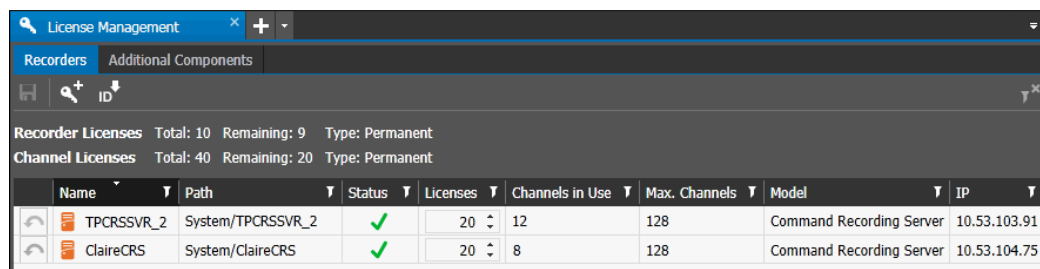 License Management
Recorders Additional Components
ID
Recorder Licenses Total: 10 Remaining: 9 Type: Permanent
Channel Licenses Total: 40 Remaining: 20 Type: Permanent
Name Path Status Licenses Channels in Use Max. Channels Model IP
TPCRSSVR_2 System/TPCRSSVR_2 20 12 128 Command Recording Server 10.53.103.91
ClaireCRS System/ClaireCRS 20 8 128 Command Recording Server 10.53.104.75